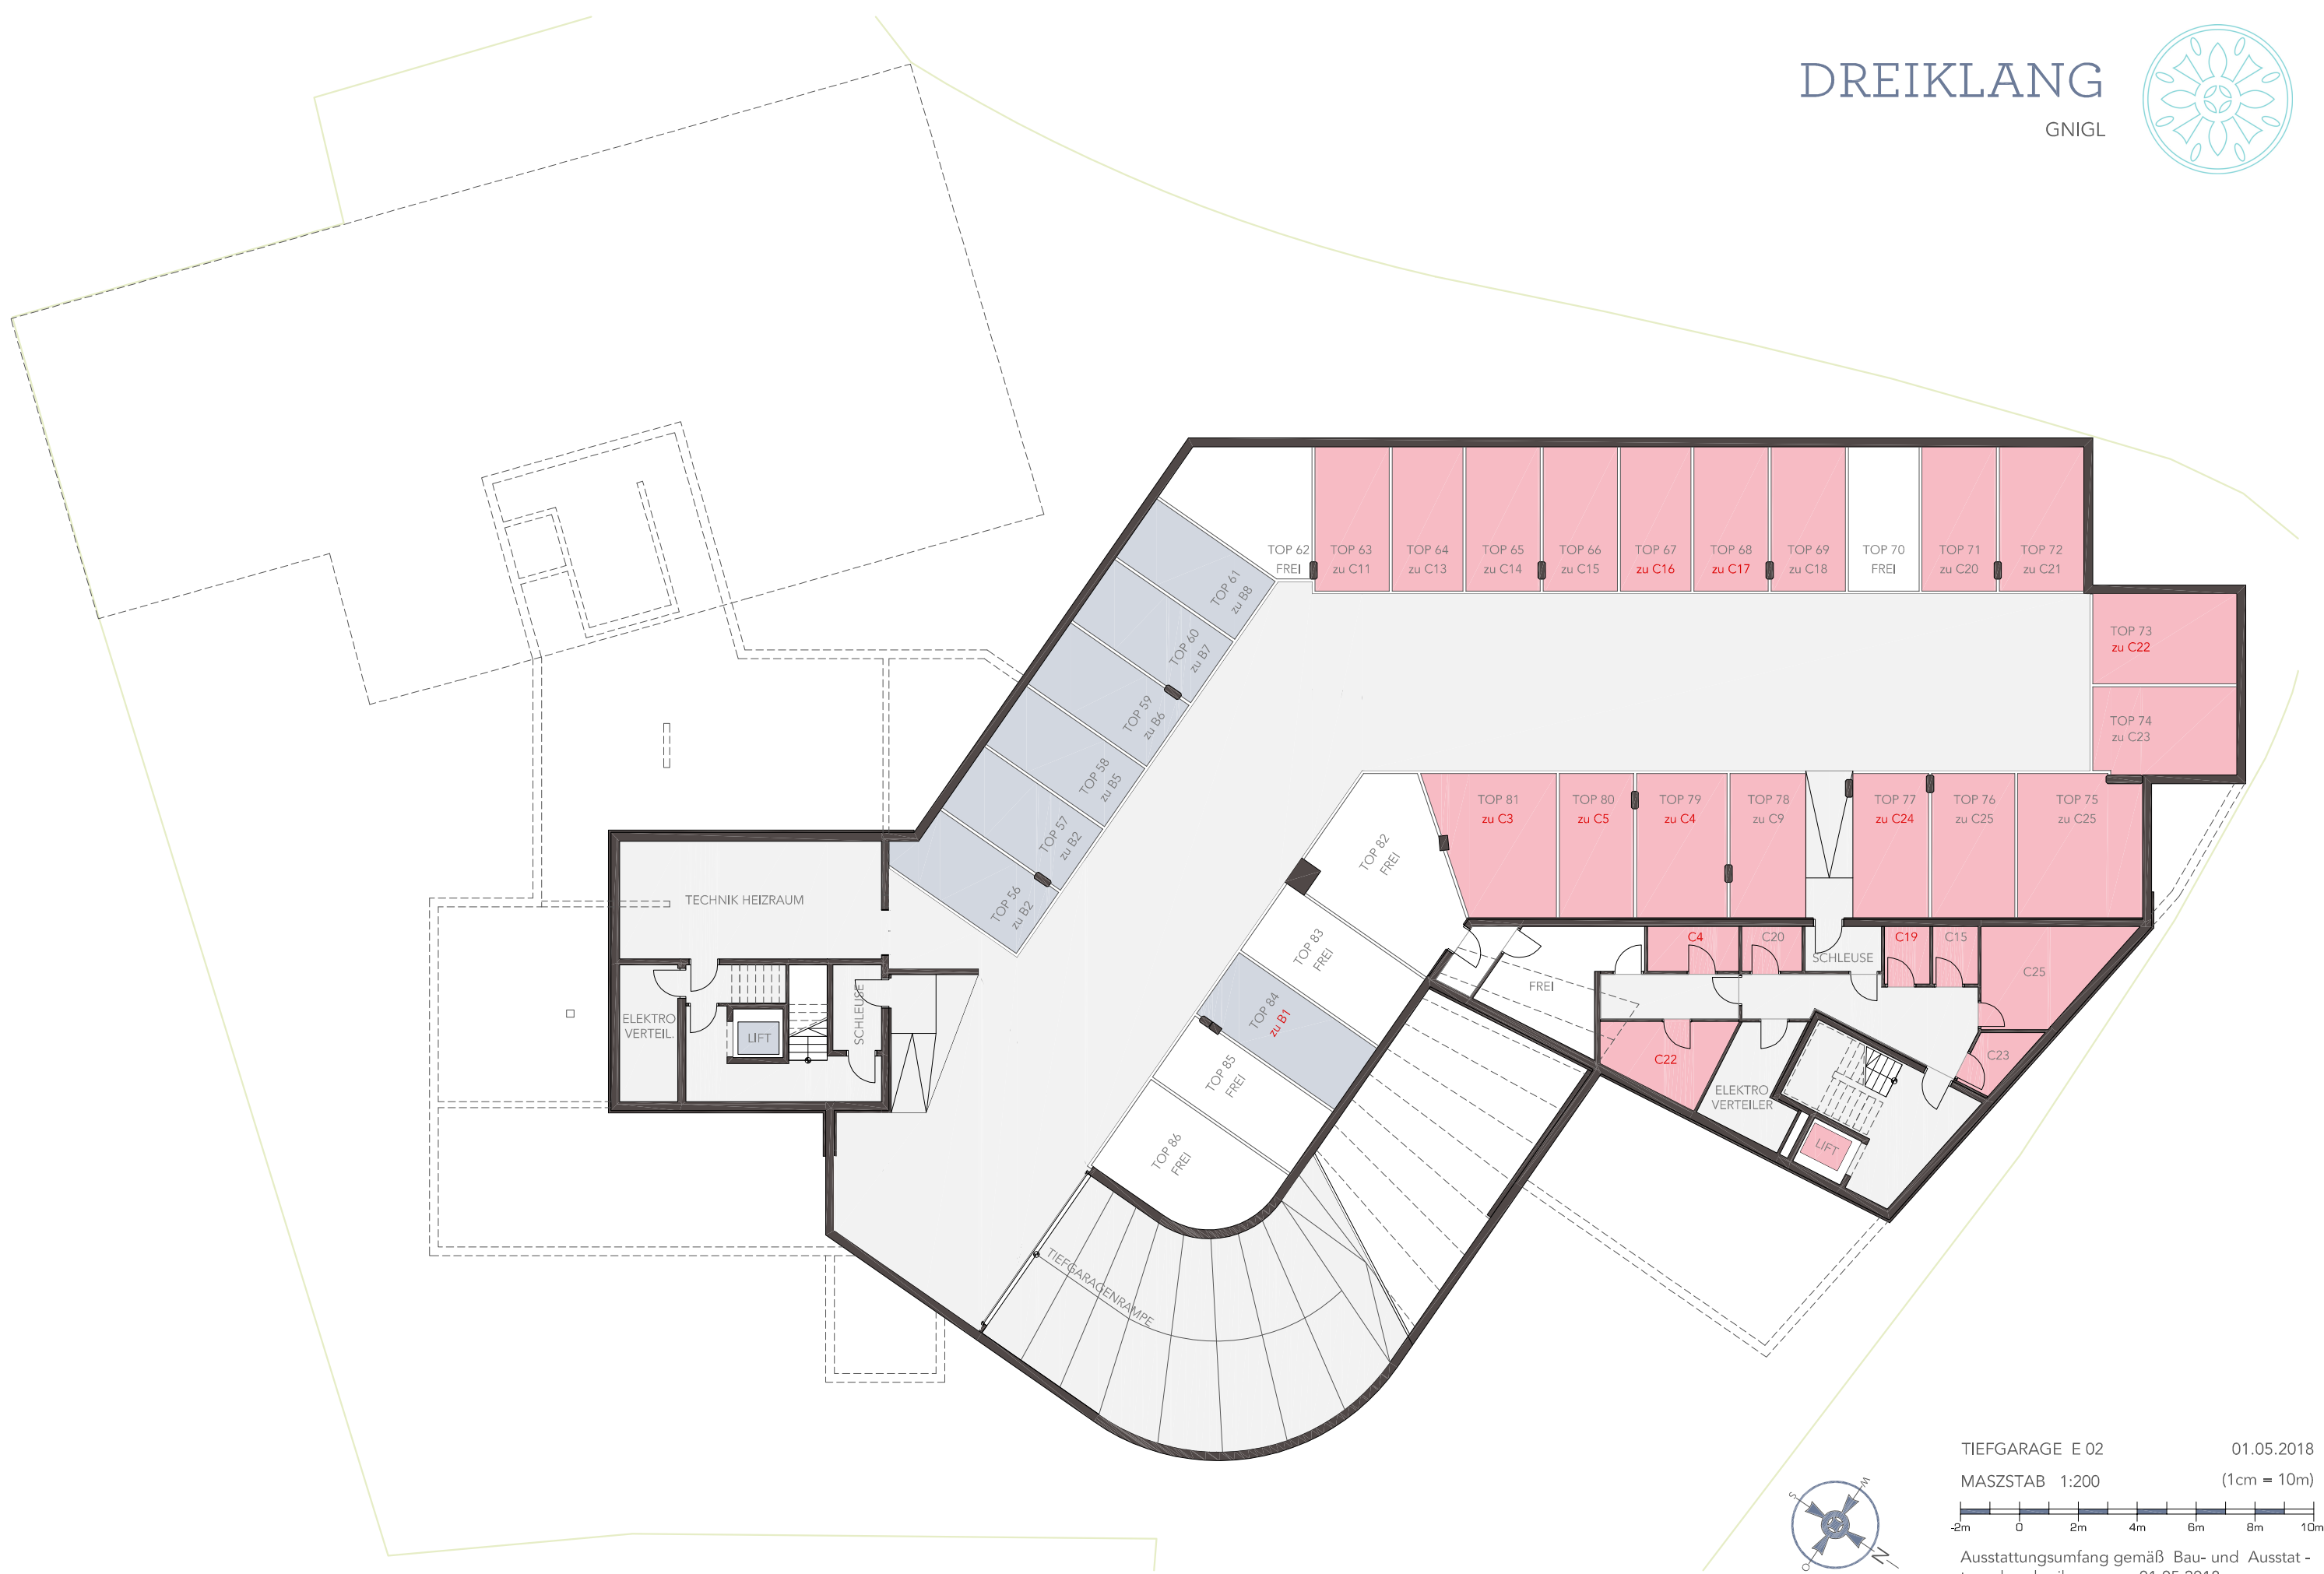 DREIKLANG
GNIGL
TOP 62
FREI
TOP 63
zu C11
TOP 64
zu C13
TOP 65
zu C14
TOP 66
zu C15
TOP 67
zu C16
TOP 68
zu C17
TOP 69
zu C18
TOP 70
FREI
TOP 71
zu C20
TOP 72
zu C21
TOP 61
zu B8
TOP 60
zu B7
TOP 59
zu B6
TOP 58
zu B5
TOP 57
zu B2
TOP 56
zu B2
TOP 73
zu C22
TOP 74
zu C23
TOP 81
zu C3
TOP 80
zu C5
TOP 79
zu C4
TOP 78
zu C9
TOP 77
zu C24
TOP 76
zu C25
TOP 75
zu C25
TOP 82
FREI
TOP 83
FREI
TOP 84
zu B1
TOP 85
FREI
TOP 86
FREI
TECHNIK HEIZRAUM
ELEKTRO
VERTEIL.
LIFT
SCHLEUSE
C4
C20
SCHLEUSE
C19
C15
C25
FREI
C22
C23
ELEKTRO
VERTEILER
LIFT
TIEFGARAGENRAMPE
TIEFGARAGE E 02
01.05.2018
MASZSTAB 1:200
(1cm = 10m)
-2m 0 2m 4m 6m 8m 10m
S
W
N
O
Ausstattungsumfang gemäß Bau- und Ausstat -
01.05.2018